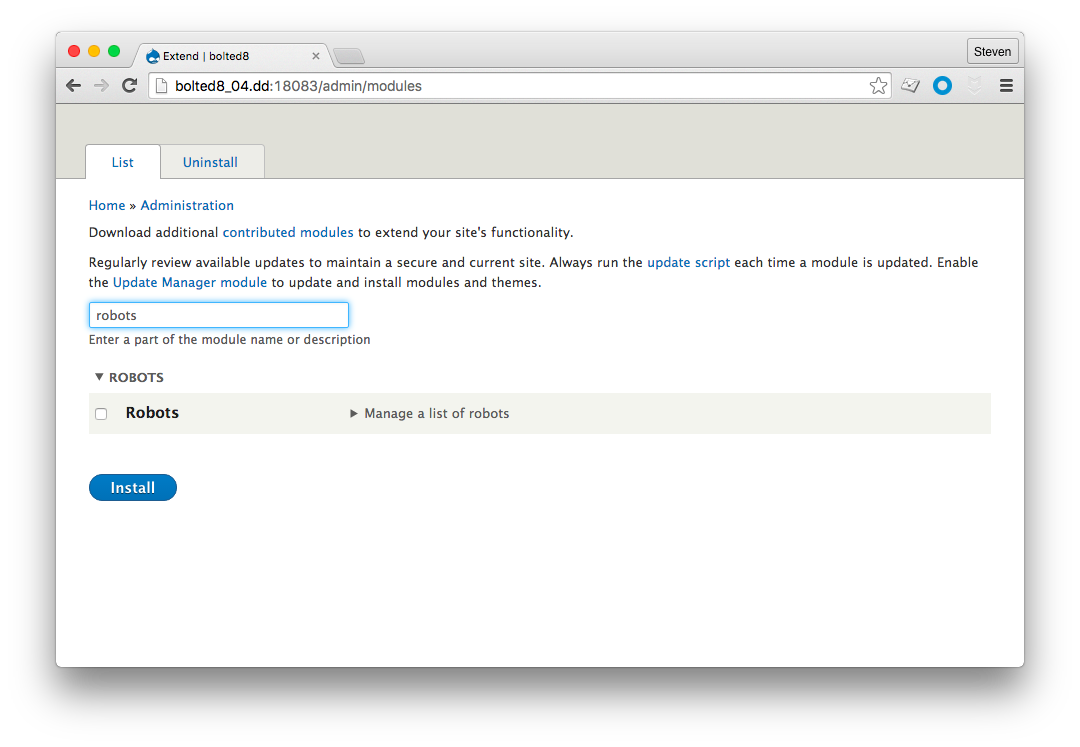 Extend | bolted8
Steven
bolted8_04.dd:18083/admin/modules
List
Uninstall
Home » Administration
Download additional contributed modules to extend your site's functionality.
Regularly review available updates to maintain a secure and current site. Always run the update script each time a module is updated. Enable
the Update Manager module to update and install modules and themes.
robots
Enter a part of the module name or description
ROBOTS
Robots
Manage a list of robots
Install